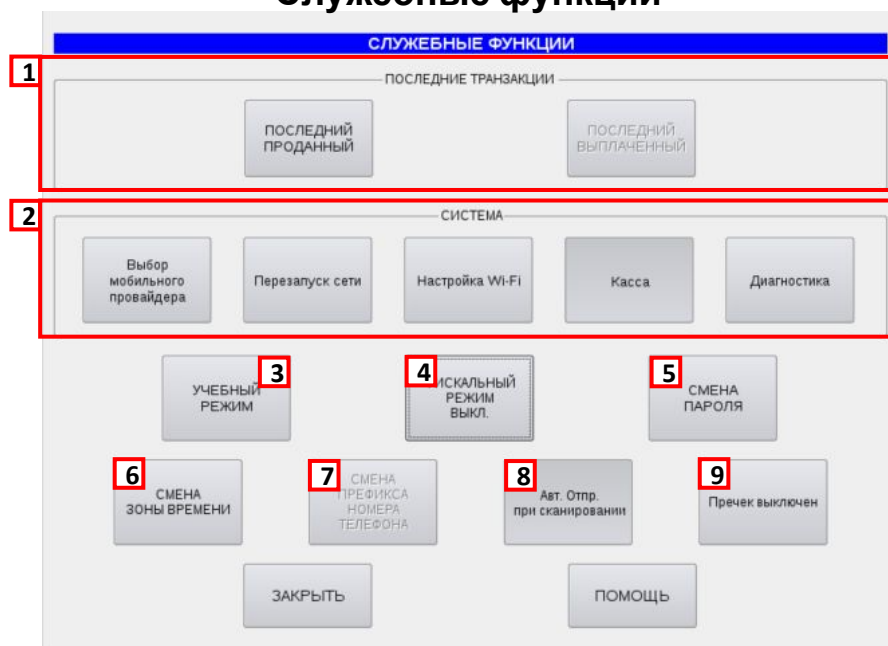 Служебные функции
СЛУЖЕБНЫЕ ФУНКЦИИ
1
ПОСЛЕДНИЕ ТРАНЗАКЦИИ
ПОСЛЕДНИЙ
ПРОДАННЫЙ
ПОСЛЕДНИЙ
ВЫПЛАЧЕННЫЙ
2
СИСТЕМА
Выбор
мобильного
провайдера
Перезапуск сети
Настройка Wi-Fi
Касса
Диагностика
3
УЧЕБНЫЙ
РЕЖИМ
4
ИСКАЛЬНЫЙ
РЕЖИМ
ВЫКЛ.
5
СМЕНА
ПАРОЛЯ
6
СМЕНА
ЗОНЫ ВРЕМЕНИ
7
СМЕНА
ПРЕФИКСА
НОМЕРА
ТЕЛЕФОНА
8
Авт. Отпр.
при сканировании
9
Пречек выключен
ЗАКРЫТЬ
ПОМОЩЬ